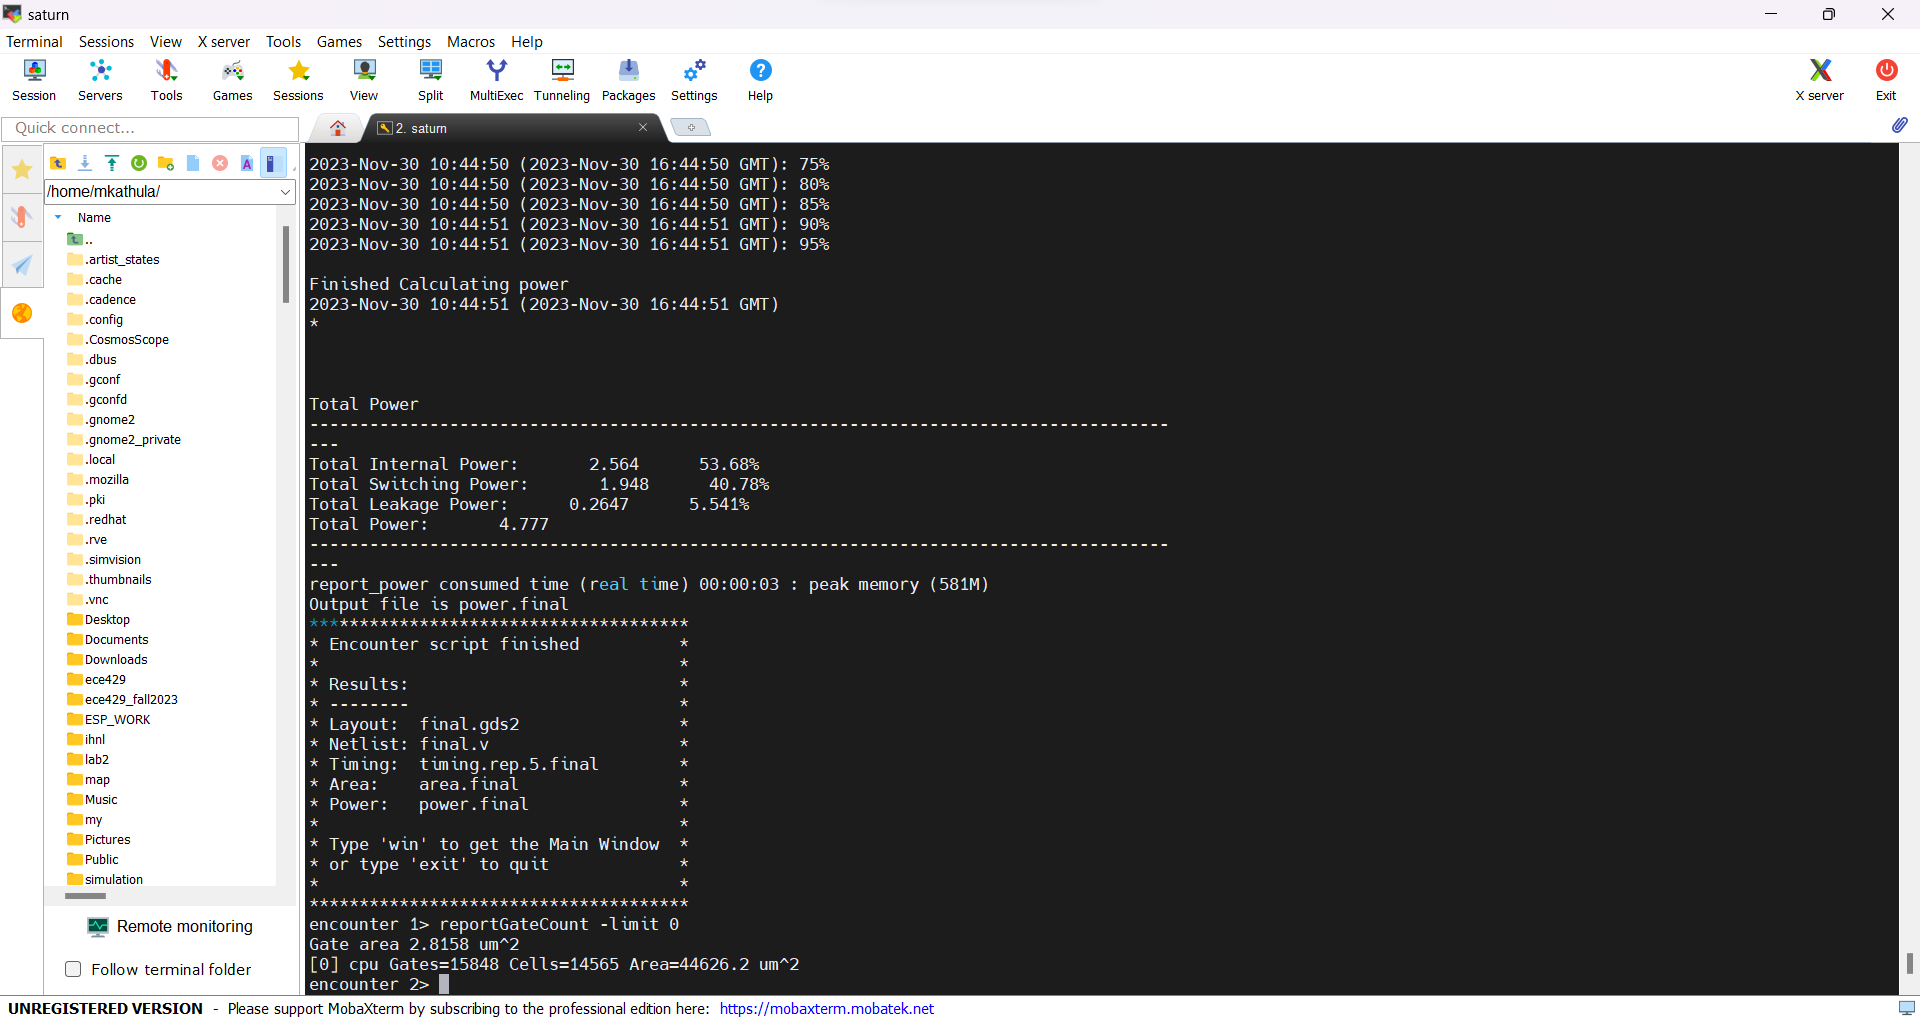 saturn
Terminal Sessions View X server Tools Games Settings Macros Help
Session Servers Tools Games Sessions View Split MultiExec Tunneling Packages Settings Help X server Exit
Quick connect...
2. saturn
/home/mkathula/
Name
..
.artist_states
.cache
.cadence
.config
.CosmosScope
.dbus
.gconf
.gconfd
.gnome2
.gnome2_private
.local
.mozilla
.pki
.redhat
.rve
.simvision
.thumbnails
.vnc
Desktop
Documents
Downloads
ece429
ece429_fall2023
ESP_WORK
ihnl
lab2
map
Music
my
Pictures
Public
simulation
Remote monitoring
Follow terminal folder
2023-Nov-30 10:44:50 (2023-Nov-30 16:44:50 GMT): 75%
2023-Nov-30 10:44:50 (2023-Nov-30 16:44:50 GMT): 80%
2023-Nov-30 10:44:50 (2023-Nov-30 16:44:50 GMT): 85%
2023-Nov-30 10:44:51 (2023-Nov-30 16:44:51 GMT): 90%
2023-Nov-30 10:44:51 (2023-Nov-30 16:44:51 GMT): 95%
Finished Calculating power
2023-Nov-30 10:44:51 (2023-Nov-30 16:44:51 GMT)
*
Total Power
--------------------------------------------------------------------------------------
---
Total Internal Power:       2.564      53.68%
Total Switching Power:       1.948      40.78%
Total Leakage Power:      0.2647      5.541%
Total Power:       4.777
--------------------------------------------------------------------------------------
---
report_power consumed time (real time) 00:00:03 : peak memory (581M)
Output file is power.final
**************************************
* Encounter script finished          *
*                                    *
* Results:                           *
* --------                           *
* Layout:  final.gds2                *
* Netlist: final.v                   *
* Timing:  timing.rep.5.final        *
* Area:    area.final                *
* Power:   power.final               *
*                                    *
* Type 'win' to get the Main Window  *
* or type 'exit' to quit             *
*                                    *
**************************************
encounter 1> reportGateCount -limit 0
Gate area 2.8158 um^2
[0] cpu Gates=15848 Cells=14565 Area=44626.2 um^2
encounter 2>
UNREGISTERED VERSION - Please support MobaXterm by subscribing to the professional edition here: https://mobaxterm.mobatek.net